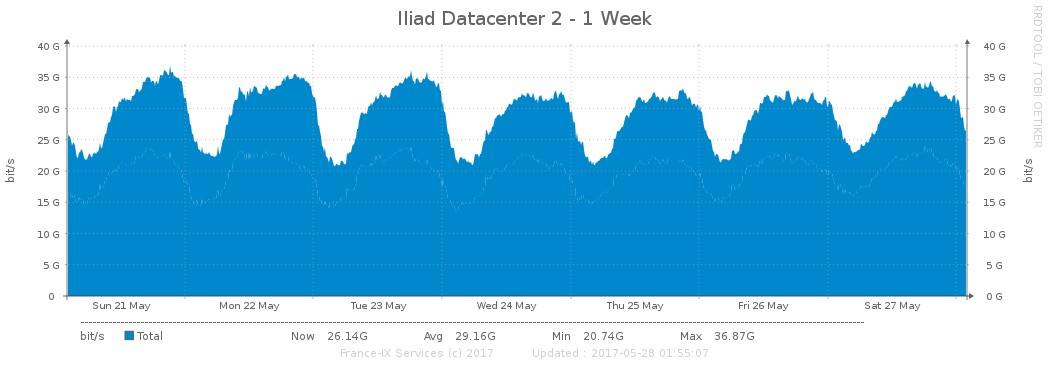 Iliad Datacenter 2 - 1 Week
RRDTOOL / TOBI OETIKER
40 G 40 G
35 G 35 G
30 G 30 G
25 G 25 G
20 G 20 G
15 G 15 G
10 G 10 G
5 G 5 G
0 0 G
bit/s bit/s
Sun 21 May Mon 22 May Tue 23 May Wed 24 May Thu 25 May Fri 26 May Sat 27 May
bit/s Total Now 26.14G Avg 29.16G Min 20.74G Max 36.87G
France-IX Services (c) 2017 Updated : 2017-05-28 01:55:07